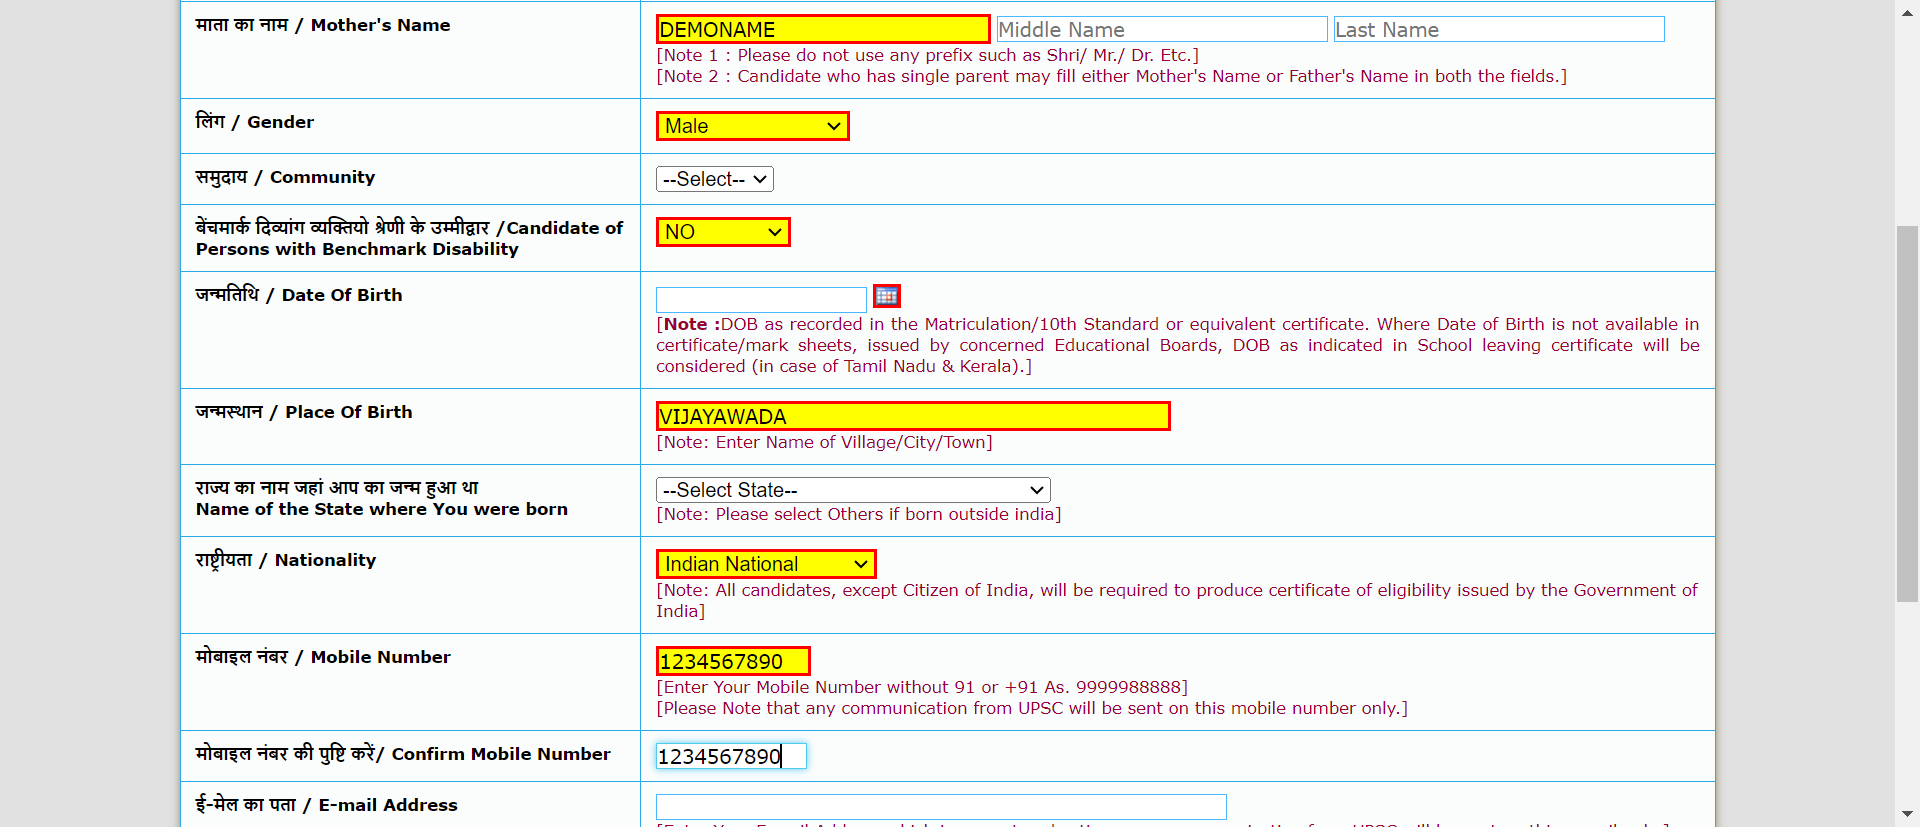 माता का नाम / Mother's Name
DEMONAME Middle Name Last Name
[Note 1 : Please do not use any prefix such as Shri/ Mr./ Dr. Etc.]
[Note 2 : Candidate who has single parent may fill either Mother's Name or Father's Name in both the fields.]
लिंग / Gender
Male
समुदाय / Community
--Select--
बेंचमार्क दिव्यांग व्यक्तियो श्रेणी के उम्मीद्वार /Candidate of
Persons with Benchmark Disability
NO
जन्मतिथि / Date Of Birth
[Note :DOB as recorded in the Matriculation/10th Standard or equivalent certificate. Where Date of Birth is not available in
certificate/mark sheets, issued by concerned Educational Boards, DOB as indicated in School leaving certificate will be
considered (in case of Tamil Nadu & Kerala).]
जन्मस्थान / Place Of Birth
VIJAYAWADA
[Note: Enter Name of Village/City/Town]
राज्य का नाम जहां आप का जन्म हुआ था
Name of the State where You were born
--Select State--
[Note: Please select Others if born outside india]
राष्ट्रीयता / Nationality
Indian National
[Note: All candidates, except Citizen of India, will be required to produce certificate of eligibility issued by the Government of
India]
मोबाइल नंबर / Mobile Number
1234567890
[Enter Your Mobile Number without 91 or +91 As. 9999988888]
[Please Note that any communication from UPSC will be sent on this mobile number only.]
मोबाइल नंबर की पुष्टि करें/ Confirm Mobile Number
1234567890
ई-मेल का पता / E-mail Address